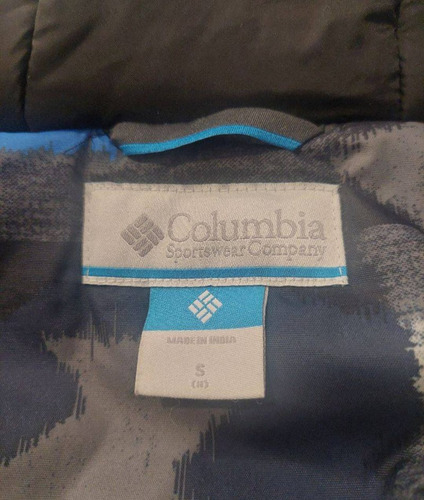 Columbia
Sportswear Company
MADE IN INDIA
S